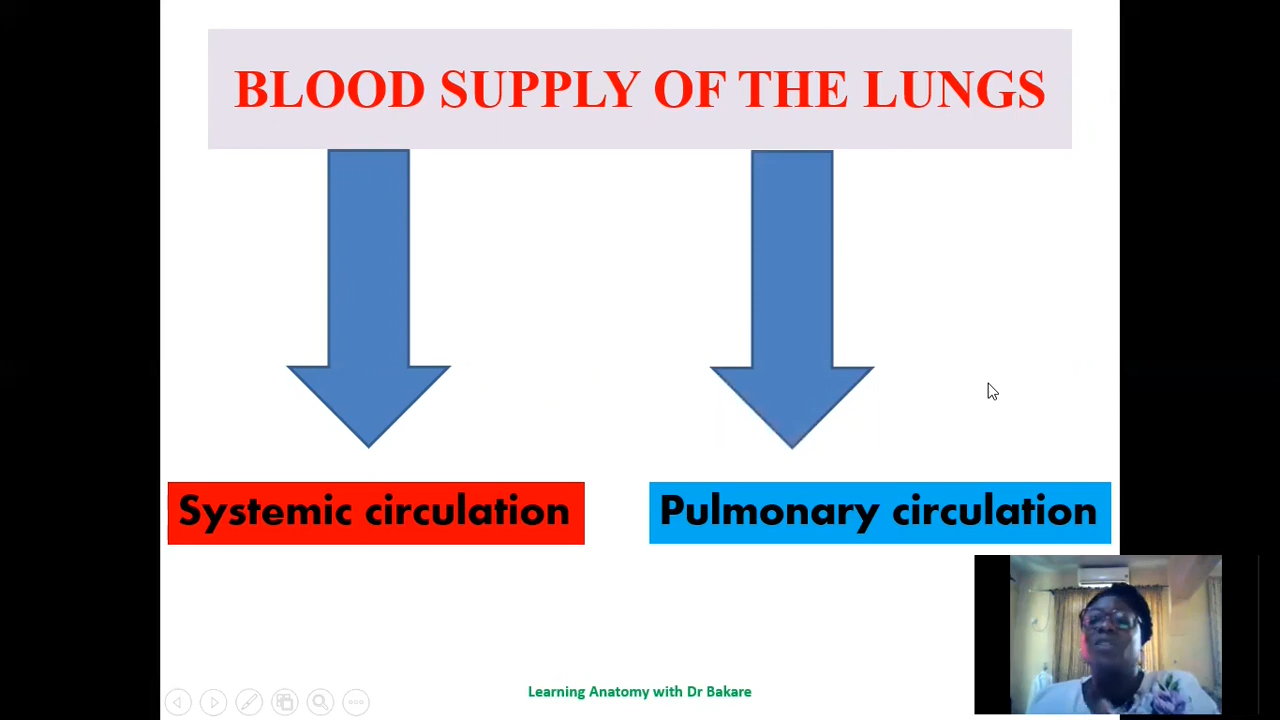 BLOOD SUPPLY OF THE LUNGS
Systemic circulation
Pulmonary circulation
Learning Anatomy with Dr Bakare